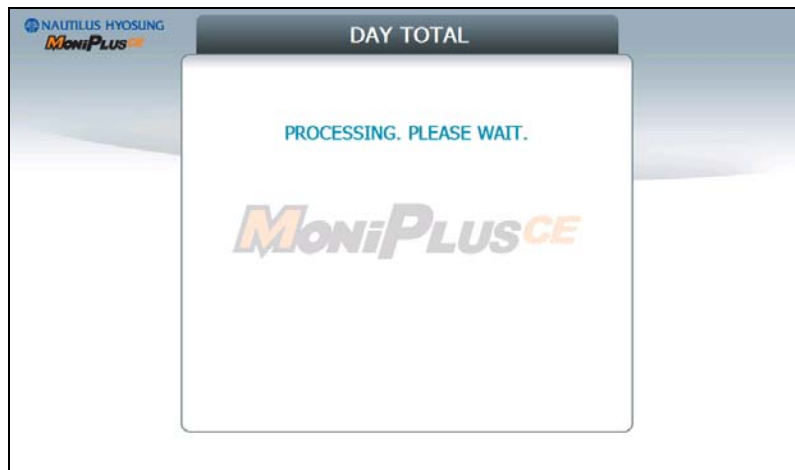 NAUTILUS HYOSUNG
MoniPlus CE
DAY TOTAL
PROCESSING. PLEASE WAIT.
MoniPlus CE